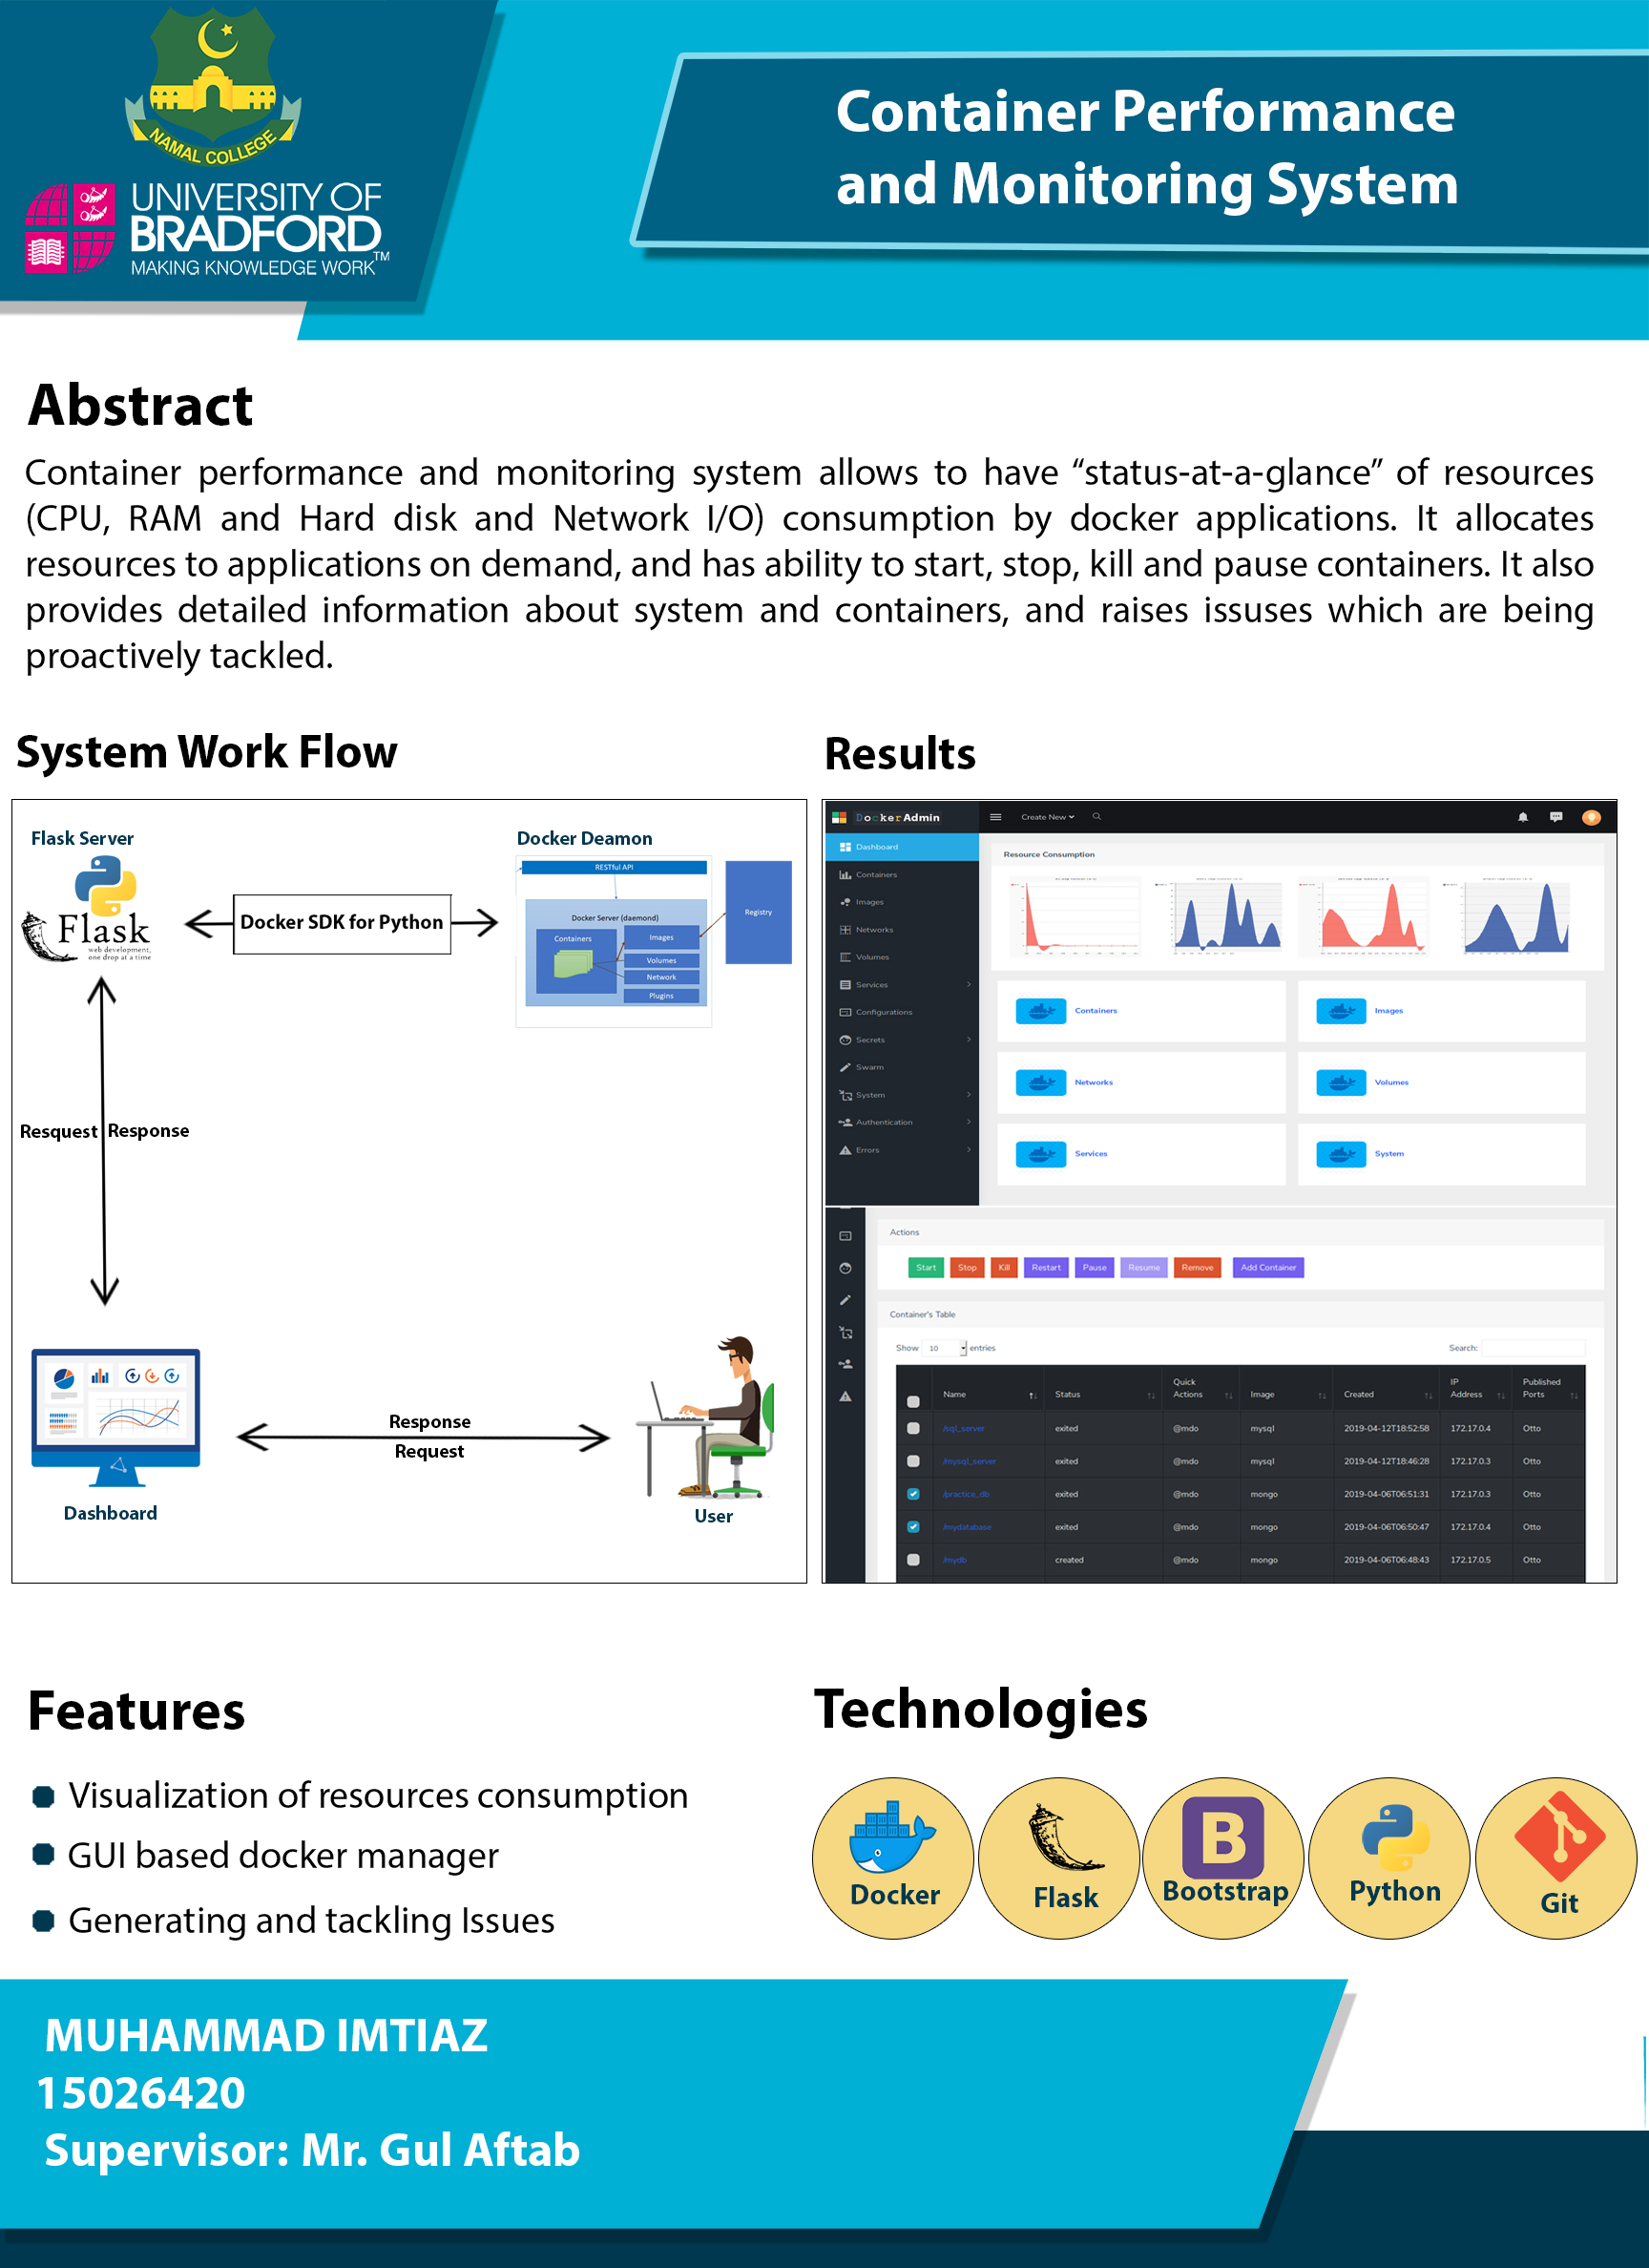 NAMAL COLLEGE
UNIVERSITY OF
BRADFORD
MAKING KNOWLEDGE WORK™
Container Performance
and Monitoring System
Abstract
Container performance and monitoring system allows to have “status-at-a-glance” of resources
(CPU, RAM and Hard disk and Network I/O) consumption by docker applications. It allocates
resources to applications on demand, and has ability to start, stop, kill and pause containers. It also
provides detailed information about system and containers, and raises issuses which are being
proactively tackled.
System Work Flow
Flask Server
Flask
web development,
one drop at a time
Docker SDK for Python
Docker Deamon
RESTful API
Docker Server (daemond)
Containers
Images
Volumes
Network
Plugins
Registry
Resquest Response
Response
Request
Dashboard
User
Results
DockerAdmin
Create New
Dashboard
Containers
Images
Networks
Volumes
Services
Configurations
Secrets
Swarm
System
Authentication
Errors
Resource Consumption
Containers
Images
Networks
Volumes
Services
System
Actions
Start Stop Kill Restart Pause Resume Remove Add Container
Container's Table
Show 10 entries Search:
Name Status Quick Actions Image Created IP Address Published Ports
/sql_server exited @mdo mysql 2019-04-12T18:52:58 172.17.0.4 Otto
/mysql_server exited @mdo mysql 2019-04-12T18:46:28 172.17.0.3 Otto
/practice_db exited @mdo mongo 2019-04-06T06:51:31 172.17.0.3 Otto
/mydatabase exited @mdo mongo 2019-04-06T06:50:47 172.17.0.4 Otto
/mydb created @mdo mongo 2019-04-06T06:48:43 172.17.0.5 Otto
Features
Visualization of resources consumption
GUI based docker manager
Generating and tackling Issues
Technologies
Docker
Flask
B
Bootstrap
Python
Git
MUHAMMAD IMTIAZ
15026420
Supervisor: Mr. Gul Aftab